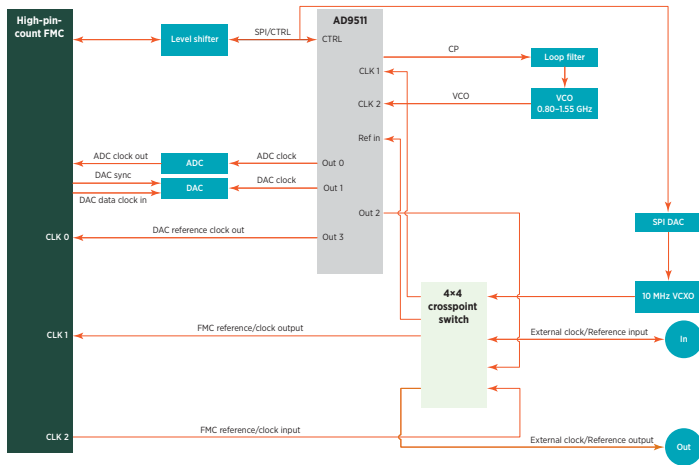 High-pin-
count FMC
AD9511
Level shifter
SPI/CTRL
CTRL
CP
Loop filter
CLK 1
VCO
0.80–1.55 GHz
VCO
CLK 2
Ref in
ADC clock out
ADC
ADC clock
Out 0
DAC sync
DAC
DAC clock
Out 1
DAC data clock in
Out 2
SPI DAC
CLK 0
DAC reference clock out
Out 3
4×4
crosspoint
switch
10 MHz VCXO
CLK 1
FMC reference/clock output
External clock/Reference input
In
CLK 2
FMC reference/clock input
External clock/Reference output
Out